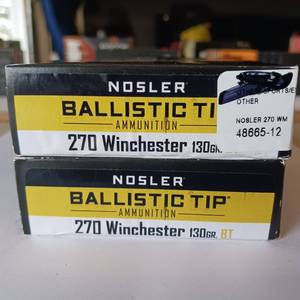 NOSLER
BALLISTIC TI
AMMUNITION
270 Winchester 130GR.
OTHER
NOSLER 270 WM
48665-12
NOSLER
BALLISTIC TIP
AMMUNITION
270 Winchester 130GR. BT